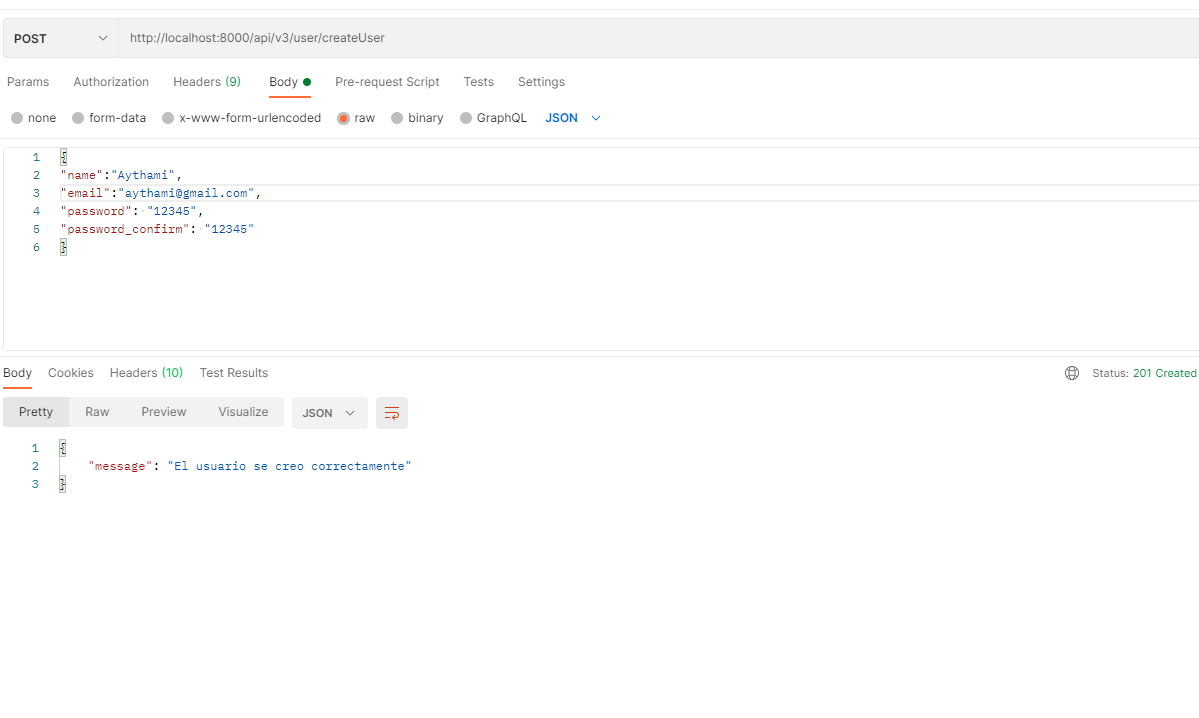 POST http://localhost:8000/api/v3/user/createUser
Params Authorization Headers (9) Body Pre-request Script Tests Settings
none form-data x-www-form-urlencoded raw binary GraphQL JSON
1 {
2 "name":"Aythami",
3 "email":"aythami@gmail.com",
4 "password": "12345",
5 "password_confirm": "12345"
6 }
Body Cookies Headers (10) Test Results Status: 201 Created
Pretty Raw Preview Visualize JSON
1 {
2 "message": "El usuario se creo correctamente"
3 }